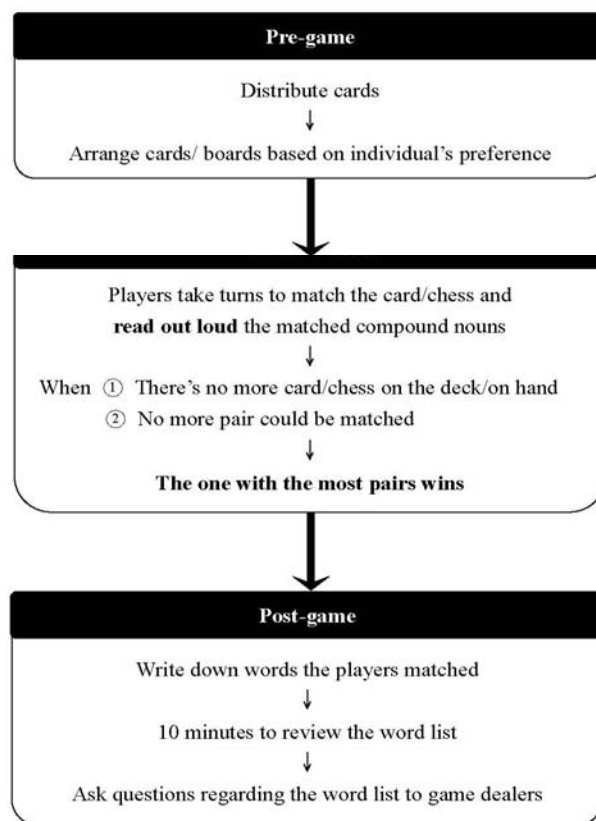 Pre-game
Distribute cards
↓
Arrange cards/ boards based on individual's preference
Players take turns to match the card/chess and
read out loud the matched compound nouns
↓
When ① There's no more card/chess on the deck/on hand
② No more pair could be matched
↓
The one with the most pairs wins
Post-game
Write down words the players matched
↓
10 minutes to review the word list
↓
Ask questions regarding the word list to game dealers